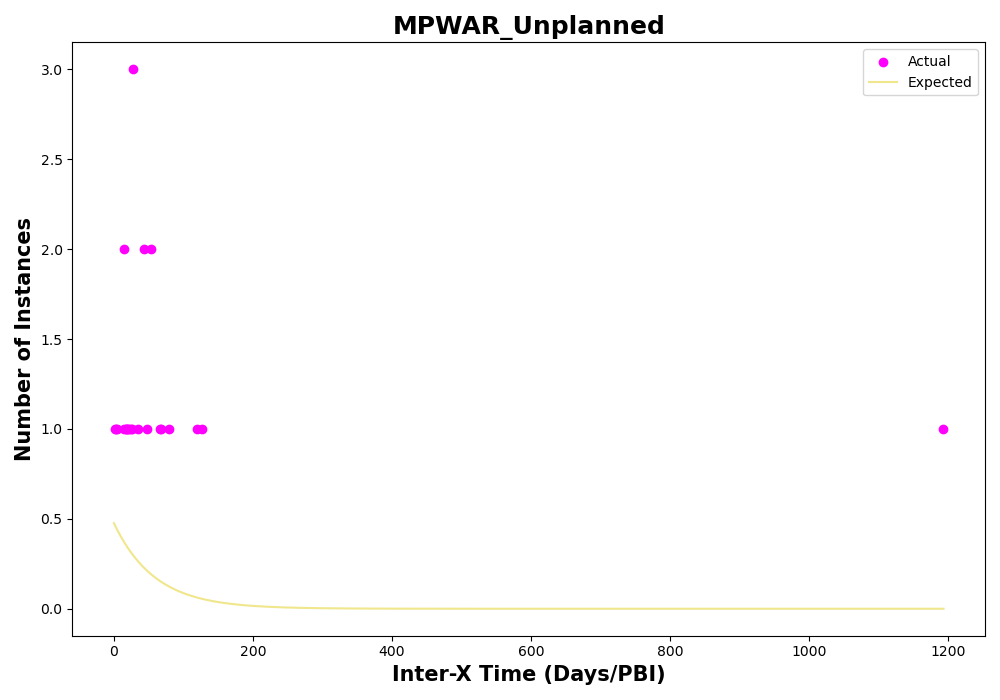 MPWAR_Unplanned
Actual
Expected
Number of Instances
3.0
2.5
2.0
1.5
1.0
0.5
0.0
0
200
400
600
800
1000
1200
Inter-X Time (Days/PBI)